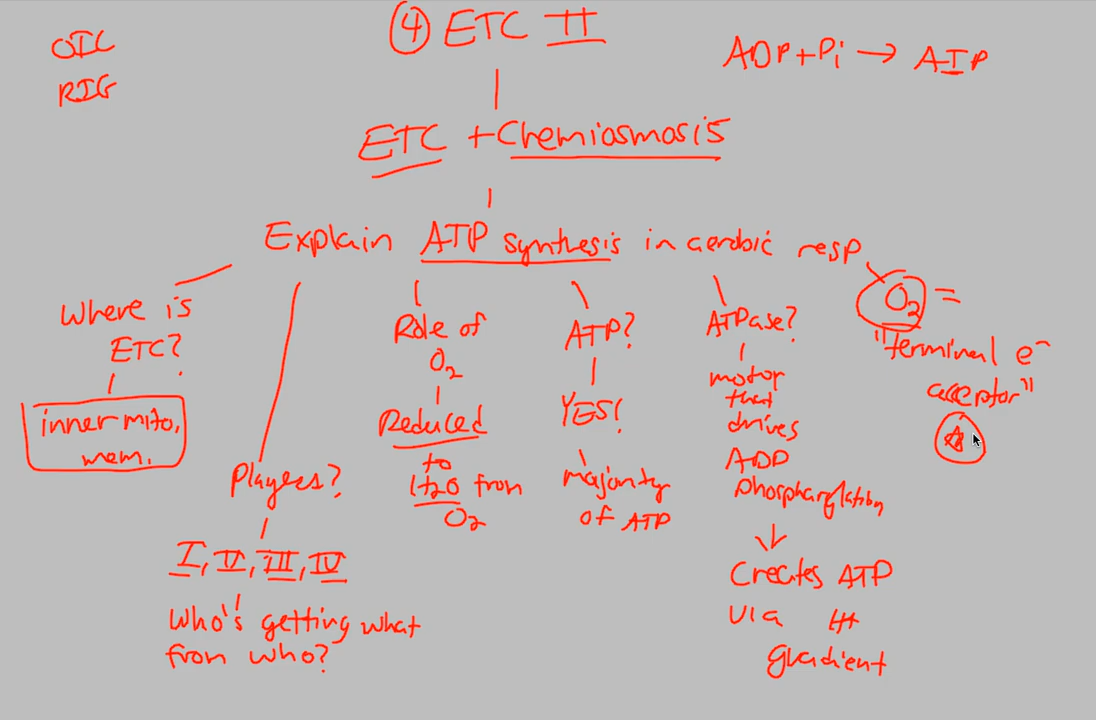 OIL
RIG
④ ETC II
ADP + Pi → ATP
ETC + Chemiosmosis
Explain ATP synthesis in aerobic resp
Where is
ETC?
inner mito.
mem.
Players?
I, II, III, IV
Who's getting what
from who?
Role of
O₂
Reduced
to
H₂O from
O₂
ATP?
YES!
majority
of ATP
ATPase?
motor
that
drives
ADP
phosphorylation
↓
Creates ATP
via H+
gradient
O₂ =
"terminal e⁻
acceptor"